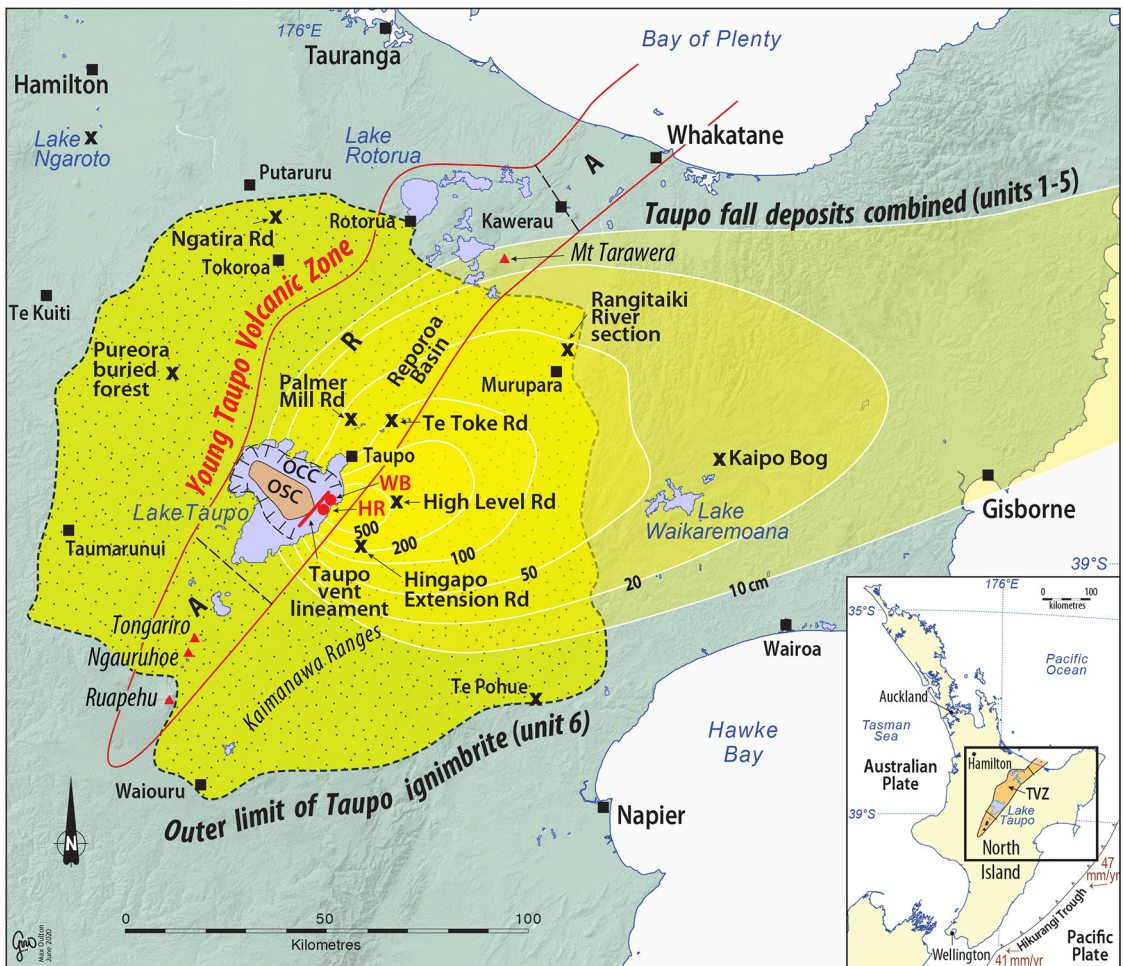 176°E
Tauranga
Bay of Plenty
Hamilton
Lake
Ngaroto
Lake
Rotorua
Whakatane
A
Putaruru
Kawerau
Rotorua
Taupo fall deposits combined (units 1-5)
Ngatira Rd
Tokoroa
Mt Tarawera
Te Kuiti
Young Taupo Volcanic Zone
Rangitaiki
River
section
R
Reporoa
Basin
Pureora
buried
forest
Palmer
Mill Rd
Murupara
Te Toke Rd
Taupo
OCC
OSC
WB
HR
Kaipo Bog
High Level Rd
Lake Taupo
Lake
Waikaremoana
Gisborne
Taumarunui
500
200
100
50
20
10 cm
39°S
Taupo
vent
lineament
Hingapo
Extension Rd
A
Tongariro
Ngauruhoe
Ruapehu
Kaimanawa Ranges
Wairoa
Te Pohue
Hawke
Bay
Waiouru
Outer limit of Taupo ignimbrite (unit 6)
Napier
N
0 50 100
Kilometres
Max Oulton
June 2020
176°E
0 100
kilometres
35°S
Pacific
Ocean
Auckland
Tasman
Sea
Hamilton
Australian
Plate
TVZ
Lake
Taupo
39°S
North
Island
47
mm/yr
Hikurangi Trough
Wellington
41 mm/yr
Pacific
Plate